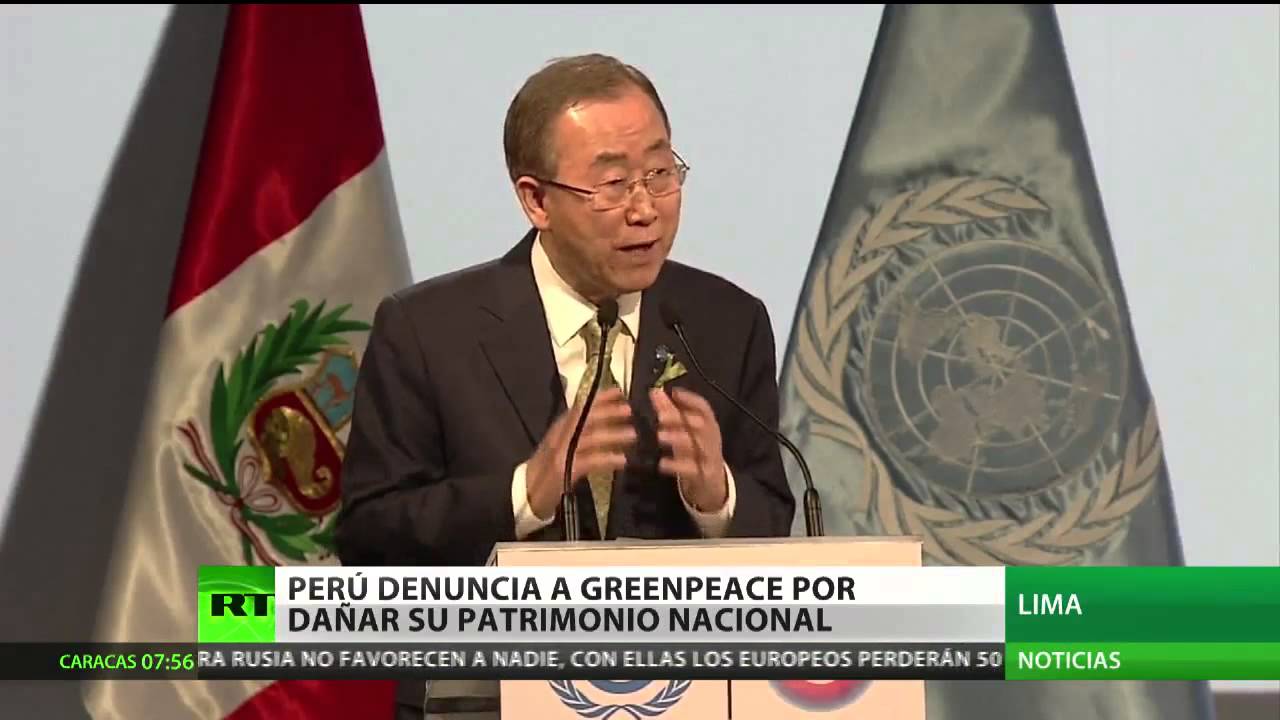 RT
PERÚ DENUNCIA A GREENPEACE POR
DAÑAR SU PATRIMONIO NACIONAL
LIMA
CARACAS 07:56
RA RUSIA NO FAVORECEN A NADIE, CON ELLAS LOS EUROPEOS PERDERÁN 50
NOTICIAS